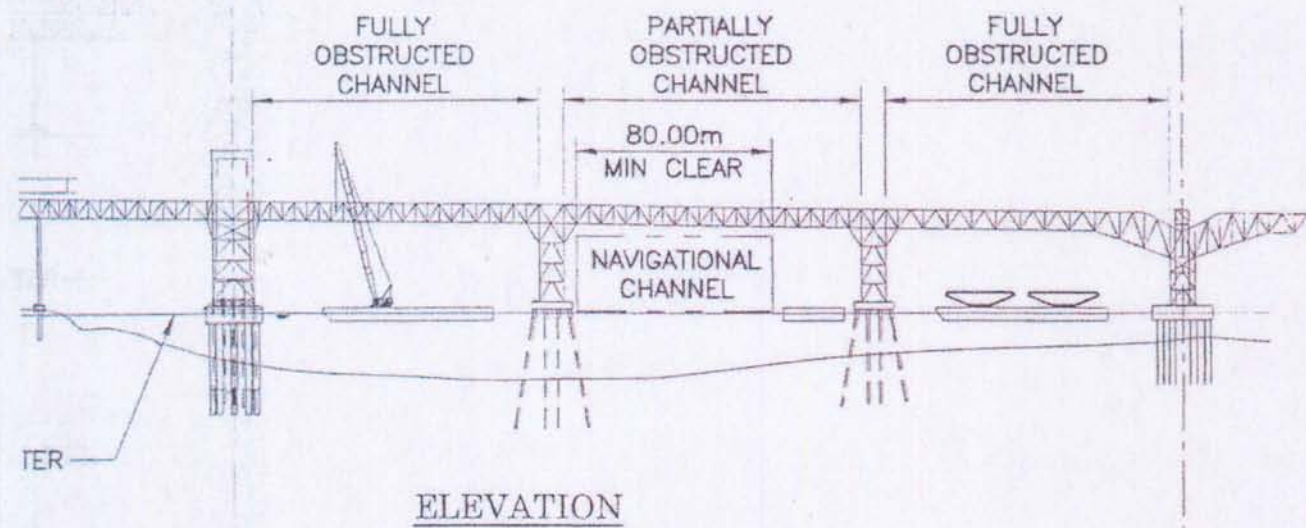 FULLY
OBSTRUCTED
CHANNEL
PARTIALLY
OBSTRUCTED
CHANNEL
FULLY
OBSTRUCTED
CHANNEL
80.00m
MIN CLEAR
NAVIGATIONAL
CHANNEL
TER
ELEVATION